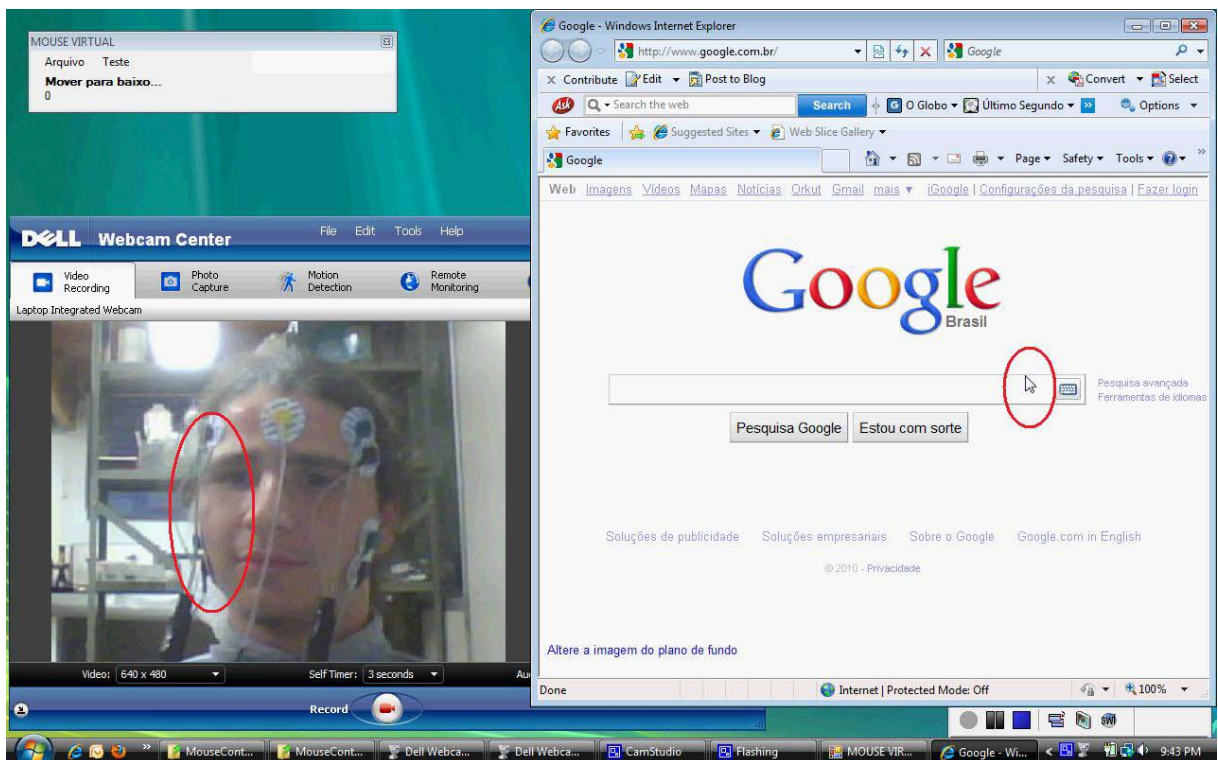 MOUSE VIRTUAL
Arquivo Teste
Mover para baixo...
0
DELL Webcam Center
File Edit Tools Help
Video Recording
Photo Capture
Motion Detection
Remote Monitoring
Laptop Integrated Webcam
Video: 640 x 480
Self Timer: 3 seconds
Record
Google - Windows Internet Explorer
http://www.google.com.br/
Google
x Contribute Edit Post to Blog
x Convert Select
Ask Search the web Search O Globo Último Segundo Options
Favorites Suggested Sites Web Slice Gallery
Google
Page Safety Tools
Web Imagens Vídeos Mapas Notícias Orkut Gmail mais iGoogle | Configurações da pesquisa | Fazer login
Google
Brasil
Pesquisa avançada
Ferramentas de idiomas
Pesquisa Google Estou com sorte
Soluções de publicidade Soluções empresariais Sobre o Google Google.com in English
© 2010 - Privacidade
Altere a imagem do plano de fundo
Done Internet | Protected Mode: Off 100%
MouseCont... MouseCont... Dell Webca... Dell Webca... CamStudio Flashing MOUSE VIR... Google - Wi... 9:43 PM